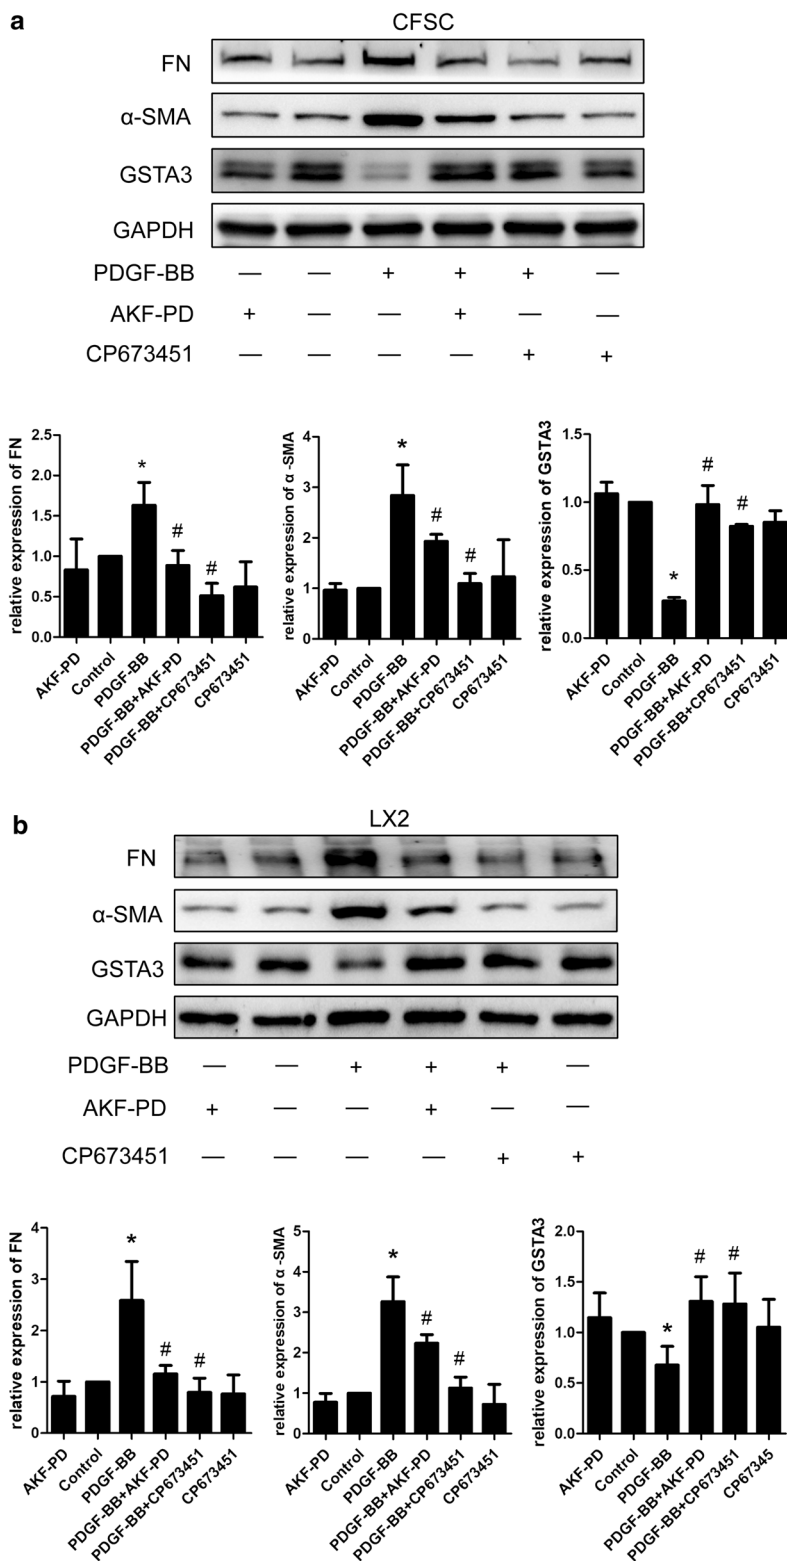 a
CFSC
FN
α-SMA
GSTA3
GAPDH
PDGF-BB — — + + + —
AKF-PD + — — + — —
CP673451 — — — — + +
relative expression of FN
2.5
2.0
1.5
1.0
0.5
0.0
*
#
#
AKF-PD
Control
PDGF-BB
PDGF-BB+AKF-PD
PDGF-BB+CP673451
CP673451
relative expression of α -SMA
4
3
2
1
0
*
#
#
AKF-PD
Control
PDGF-BB
PDGF-BB+AKF-PD
PDGF-BB+CP673451
CP673451
relative expression of GSTA3
1.5
1.0
0.5
0.0
*
#
#
AKF-PD
Control
PDGF-BB
PDGF-BB+AKF-PD
PDGF-BB+CP673451
CP673451
b
LX2
FN
α-SMA
GSTA3
GAPDH
PDGF-BB — — + + + —
AKF-PD + — — + — —
CP673451 — — — — + +
relative expression of FN
4
3
2
1
0
*
#
#
AKF-PD
Control
PDGF-BB
PDGF-BB+AKF-PD
PDGF-BB+CP673451
CP673451
relative expression of α -SMA
5
4
3
2
1
0
*
#
#
AKF-PD
Control
PDGF-BB
PDGF-BB+AKF-PD
PDGF-BB+CP673451
CP673451
relative expression of GSTA3
2.0
1.5
1.0
0.5
0.0
*
#
#
AKF-PD
Control
PDGF-BB
PDGF-BB+AKF-PD
PDGF-BB+CP673451
CP67345